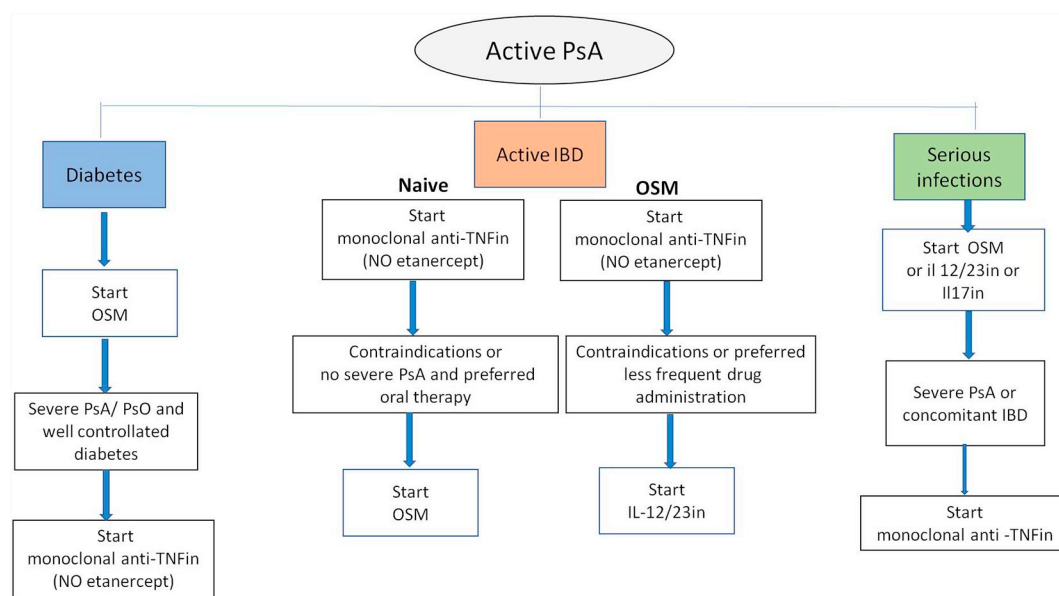 Active PsA
Diabetes
Start
OSM
Severe PsA/ PsO and
well controllated
diabetes
Start
monoclonal anti-TNFin
(NO etanercept)
Active IBD
Naive
Start
monoclonal anti-TNFin
(NO etanercept)
Contraindications or
no severe PsA and preferred
oral therapy
Start
OSM
OSM
Start
monoclonal anti-TNFin
(NO etanercept)
Contraindications or preferred
less frequent drug
administration
Start
IL-12/23in
Serious
infections
Start OSM
or il 12/23in or
Il17in
Severe PsA or
concomitant IBD
Start
monoclonal anti -TNFin